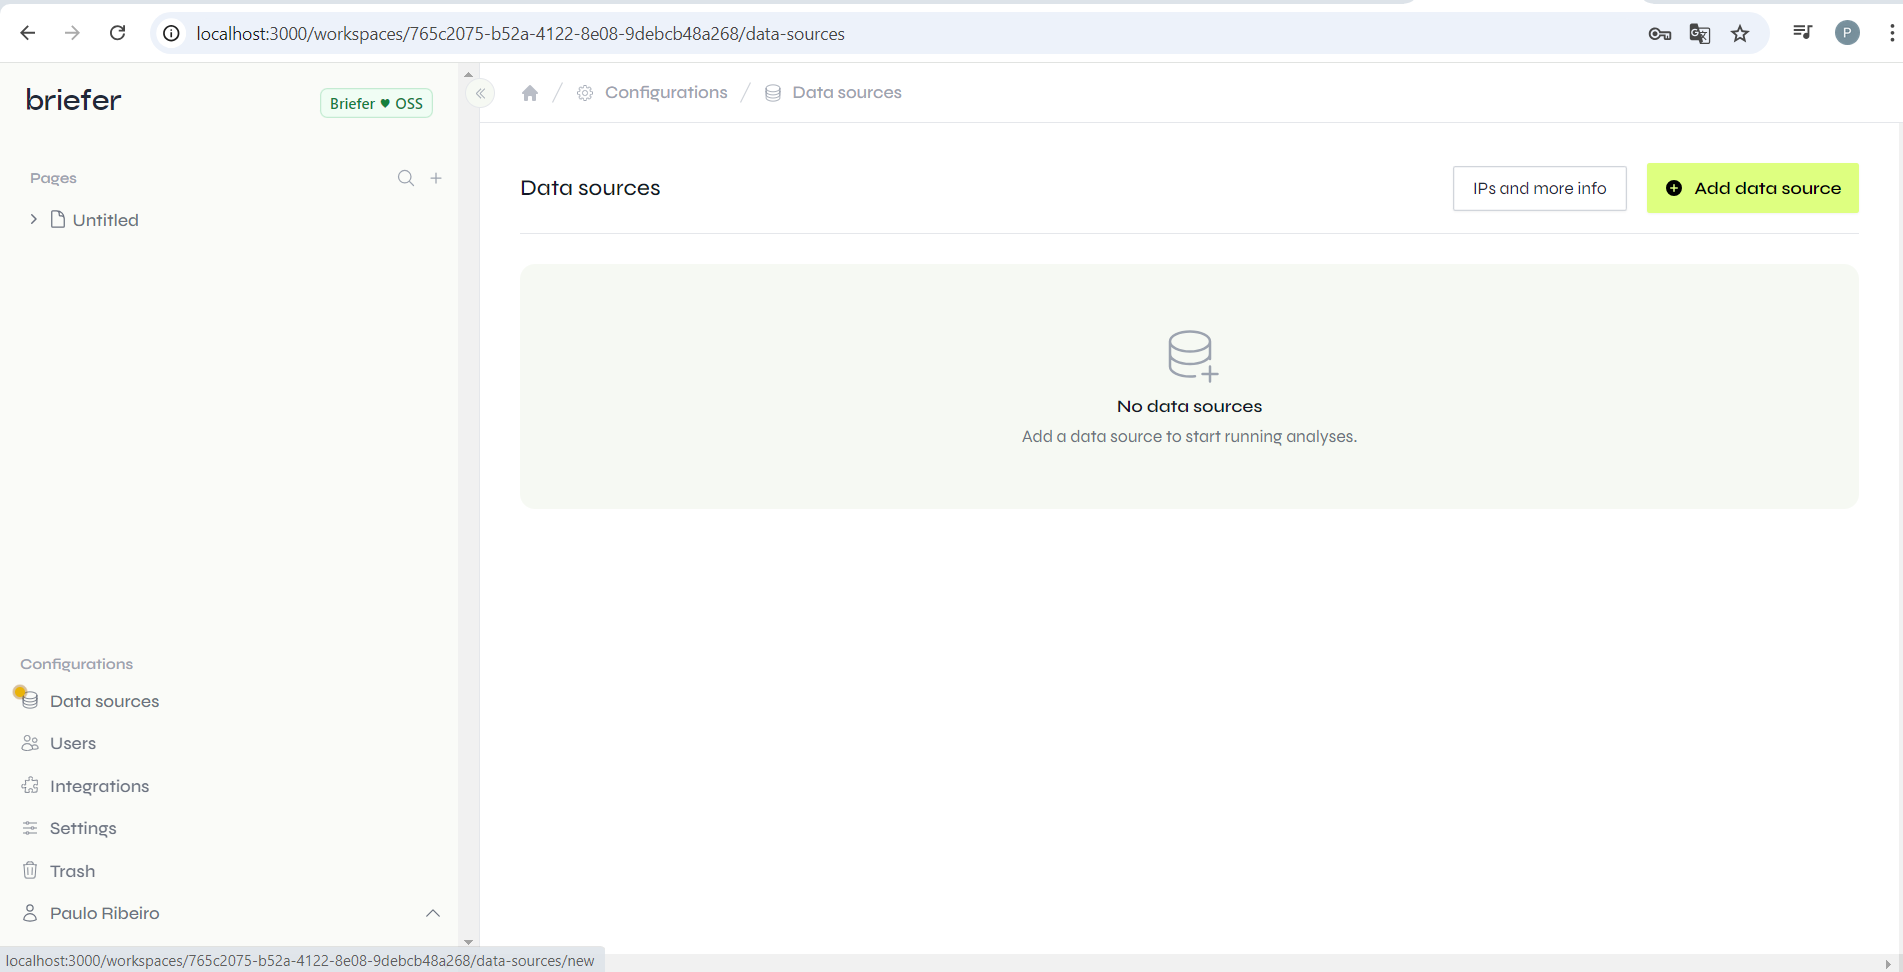 localhost:3000/workspaces/765c2075-b52a-4122-8e08-9debcb48a268/data-sources
P
briefer
Briefer ♥ OSS
Configurations / Data sources
Pages
Untitled
Data sources
IPs and more info
Add data source
No data sources
Add a data source to start running analyses.
Configurations
Data sources
Users
Integrations
Settings
Trash
Paulo Ribeiro
localhost:3000/workspaces/765c2075-b52a-4122-8e08-9debcb48a268/data-sources/new